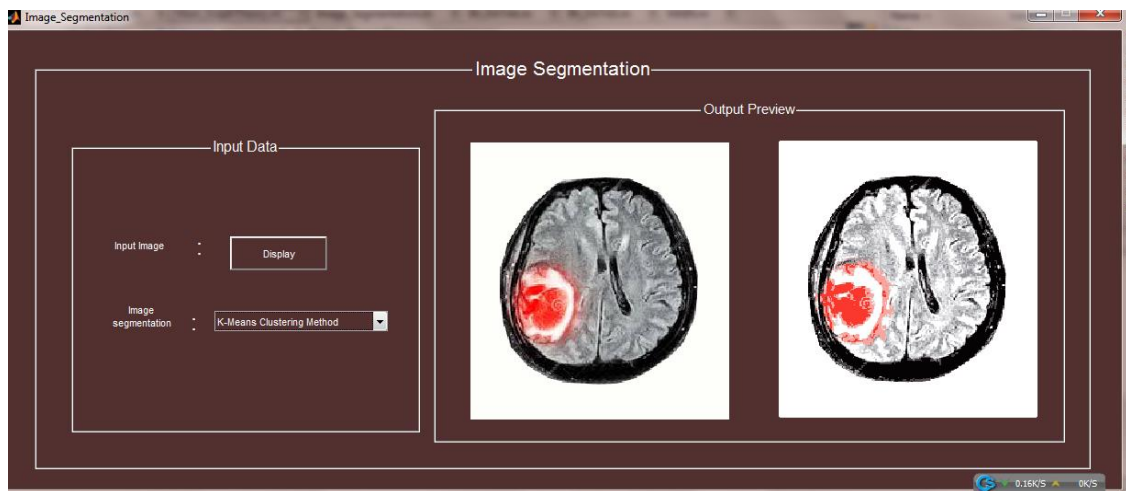 Image_Segmentation
Image Segmentation
Output Preview
Input Data
Input Image :
Display
Image
segmentation :
K-Means Clustering Method
0.16K/S 0K/S